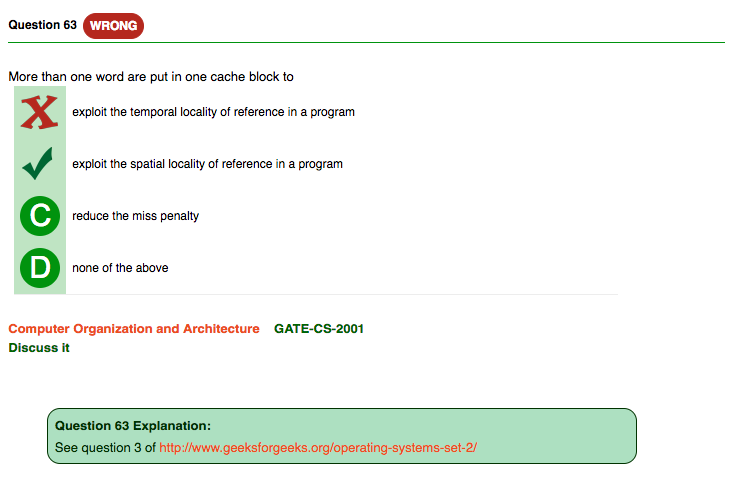 Question 63 WRONG
More than one word are put in one cache block to
exploit the temporal locality of reference in a program
exploit the spatial locality of reference in a program
C reduce the miss penalty
D none of the above
Computer Organization and Architecture GATE-CS-2001
Discuss it
Question 63 Explanation:
See question 3 of http://www.geeksforgeeks.org/operating-systems-set-2/